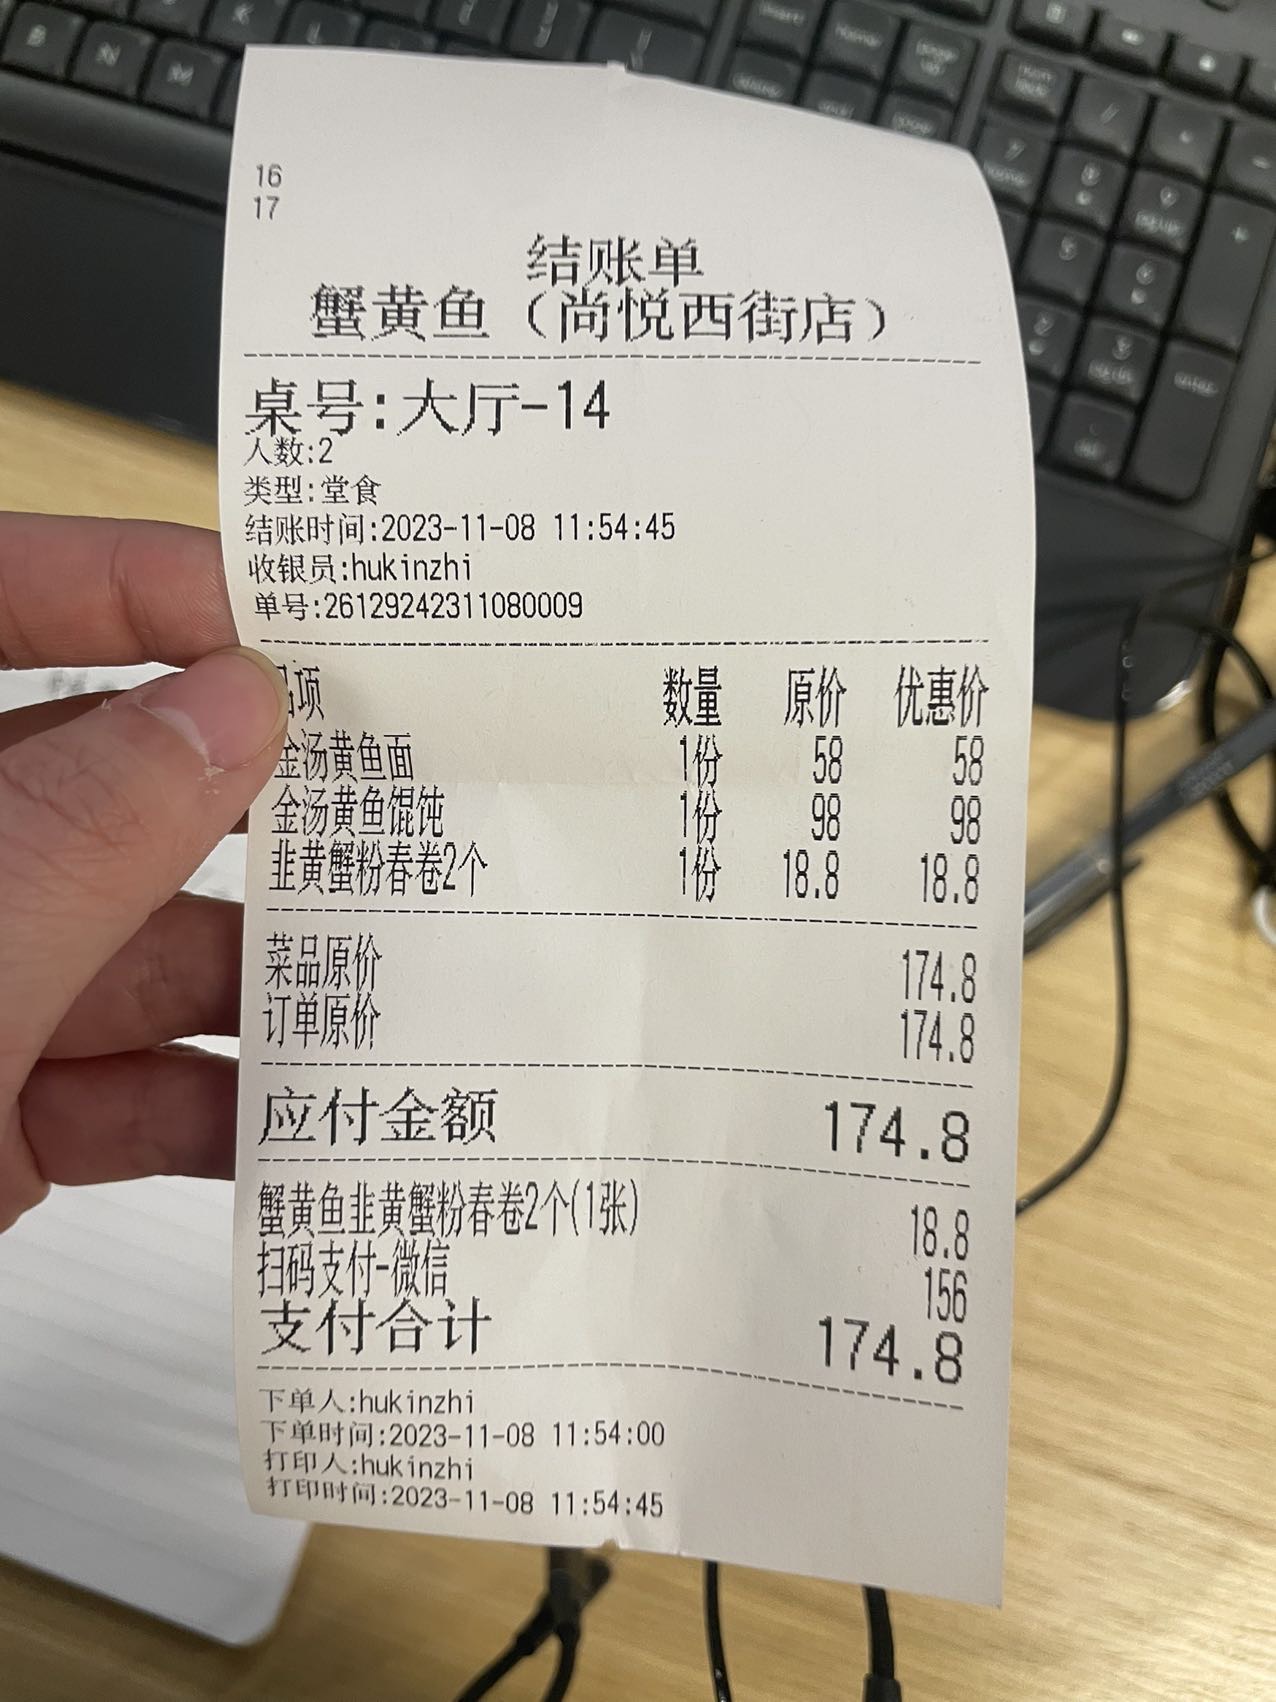 16
17
结账单
蟹黄鱼（尚悦西街店）
桌号:大厅-14
人数:2
类型:堂食
结账时间:2023-11-08 11:54:45
收银员:hukinzhi
单号:26129242311080009
品项 数量 原价 优惠价
金汤黄鱼面 1份 58 58
金汤黄鱼馄饨 1份 98 98
韭黄蟹粉春卷2个 1份 18.8 18.8
菜品原价 174.8
订单原价 174.8
应付金额 174.8
蟹黄鱼韭黄蟹粉春卷2个(1张) 18.8
扫码支付-微信 156
支付合计 174.8
下单人:hukinzhi
下单时间:2023-11-08 11:54:00
打印人:hukinzhi
打印时间:2023-11-08 11:54:45